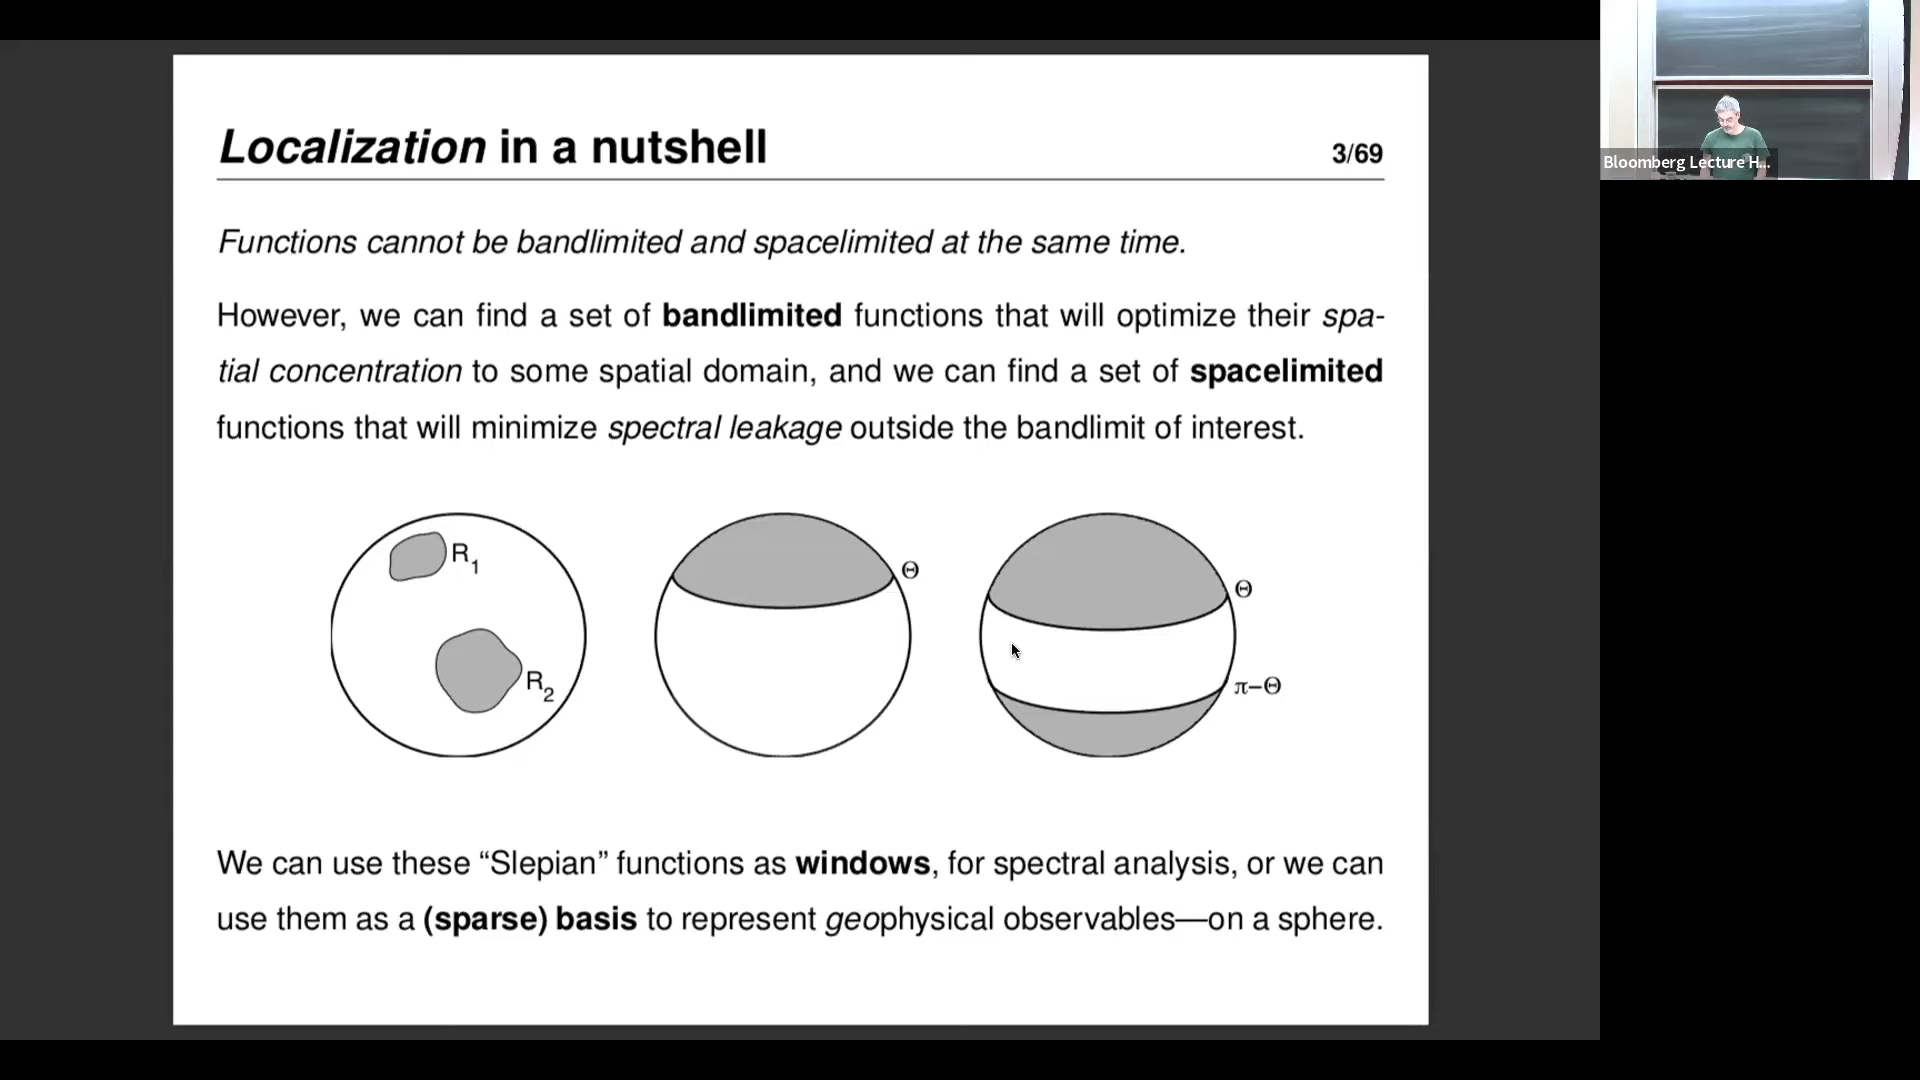 Localization in a nutshell
3/69
Functions cannot be bandlimited and spacelimited at the same time.
However, we can find a set of bandlimited functions that will optimize their spa-
tial concentration to some spatial domain, and we can find a set of spacelimited
functions that will minimize spectral leakage outside the bandlimit of interest.
R1
R2
Θ
Θ
π−Θ
We can use these “Slepian” functions as windows, for spectral analysis, or we can
use them as a (sparse) basis to represent geophysical observables—on a sphere.
Bloomberg Lecture H...